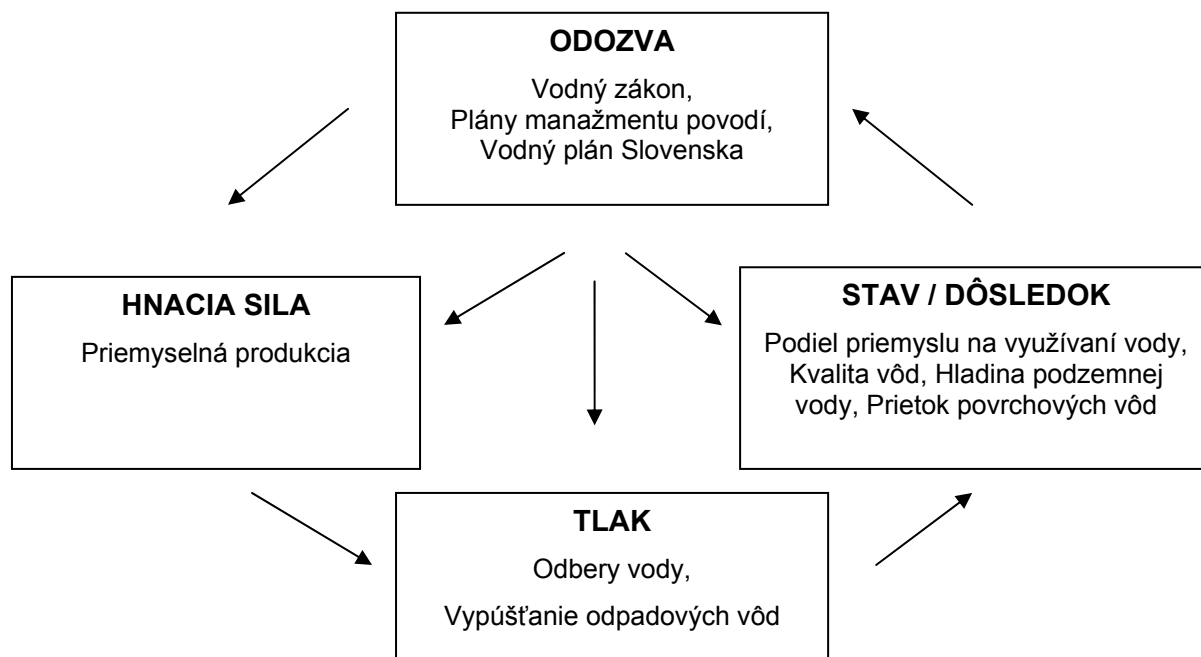 ODOZVA
Vodný zákon,
Plány manažmentu povodí,
Vodný plán Slovenska
HNACIA SILA
Priemyselná produkcia
STAV / DÔSLEDOK
Podiel priemyslu na využívaní vody,
Kvalita vôd, Hladina podzemnej
vody, Prietok povrchových vôd
TLAK
Odbery vody,
Vypúšťanie odpadových vôd